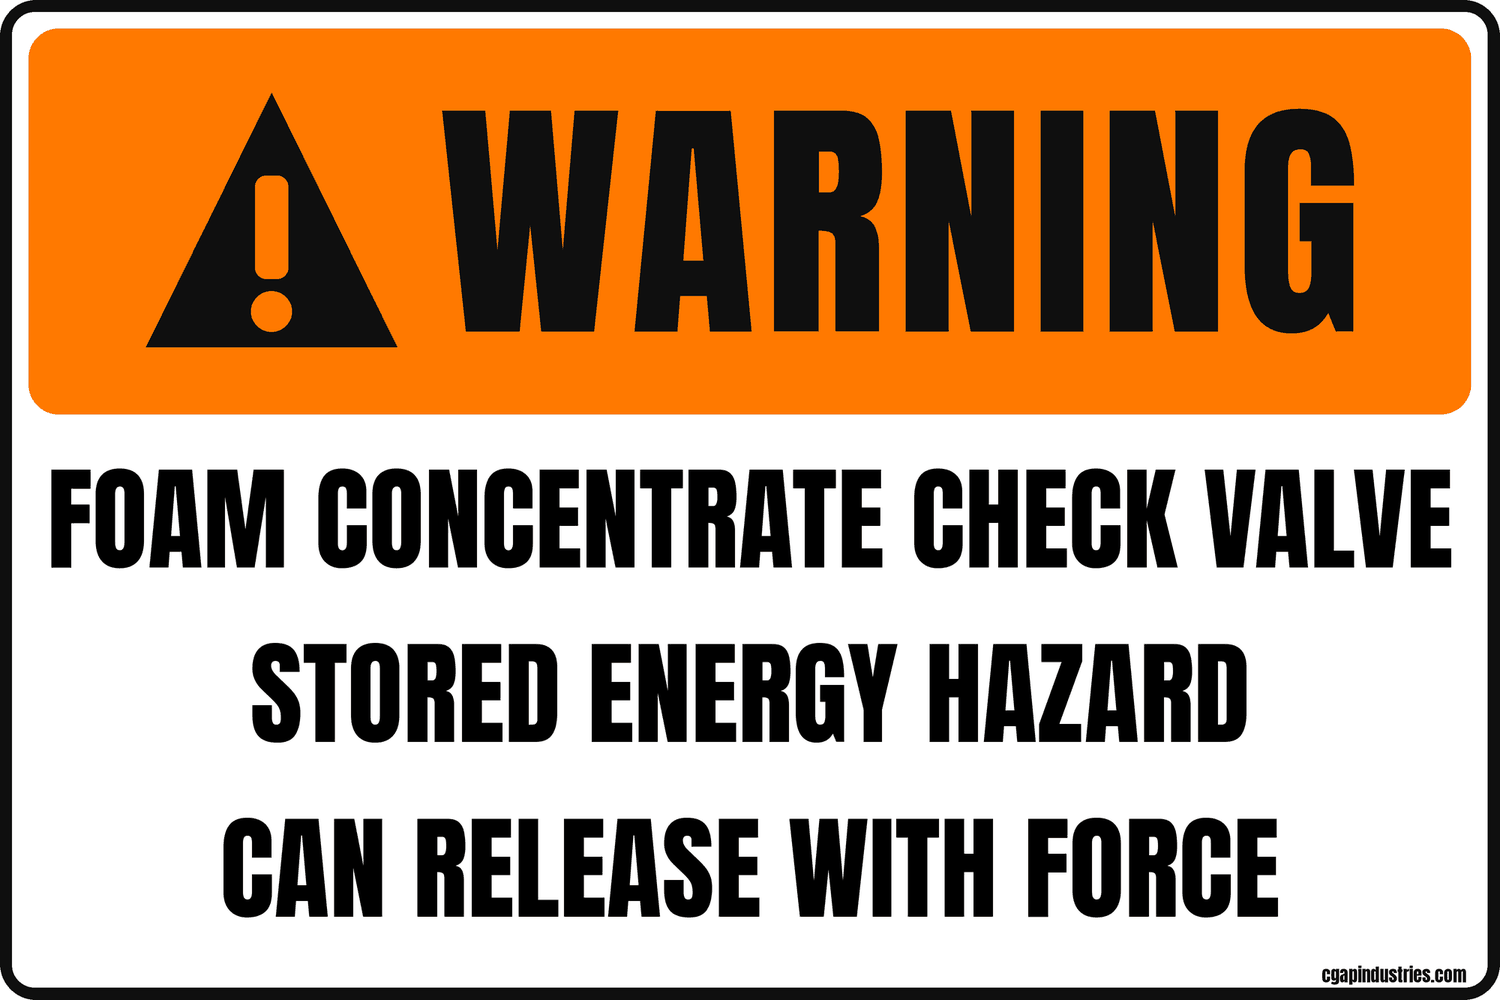 WARNING
FOAM CONCENTRATE CHECK VALVE
STORED ENERGY HAZARD
CAN RELEASE WITH FORCE
cgapindustries.com